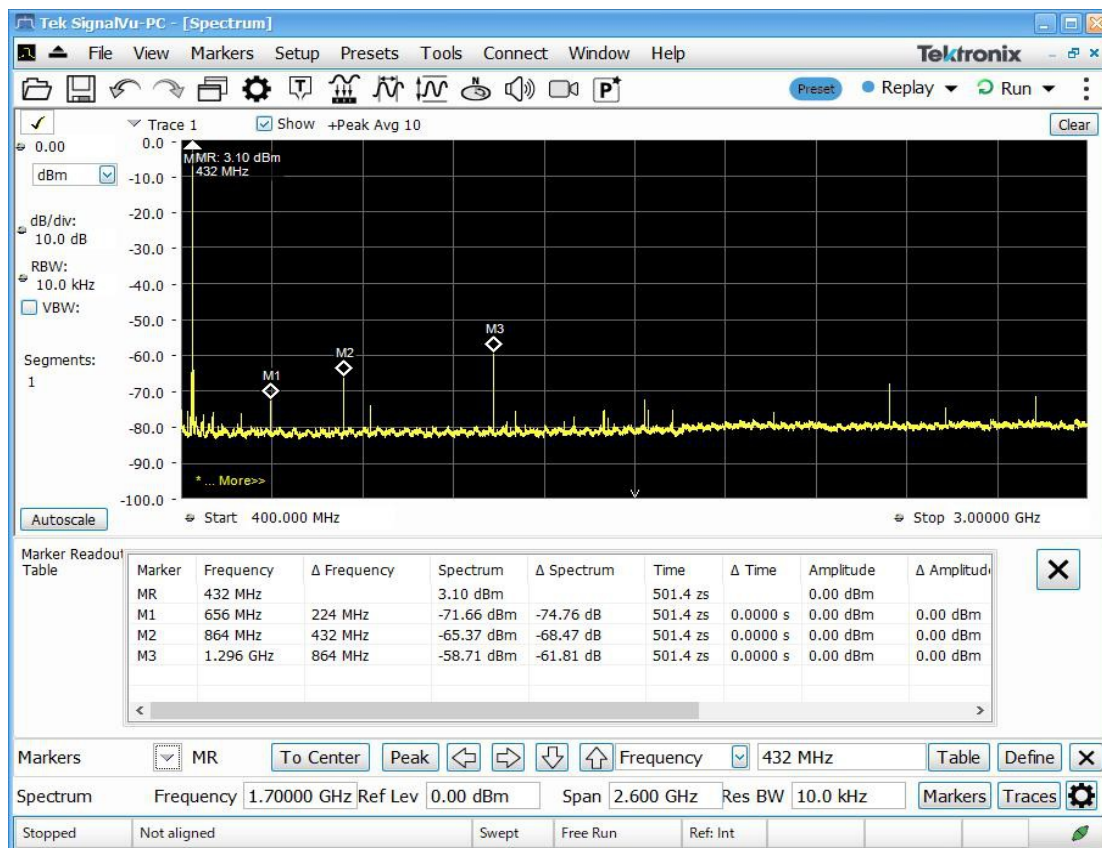 Tek SignalVu-PC - [Spectrum]
File View Markers Setup Presets Tools Connect Window Help Tektronix
T N P Preset Replay Run
Trace 1 Show +Peak Avg 10 Clear
0.00
dBm
dB/div:
10.0 dB
RBW:
10.0 kHz
VBW:
Segments:
1
Autoscale
0.0
-10.0
-20.0
-30.0
-40.0
-50.0
-60.0
-70.0
-80.0
-90.0
-100.0
MR: 3.10 dBm
432 MHz
M1
M2
M3
* ... More>>
Start 400.000 MHz Stop 3.00000 GHz
Marker Readout
Table
Marker Frequency Δ Frequency Spectrum Δ Spectrum Time Δ Time Amplitude Δ Amplitud
MR 432 MHz 3.10 dBm 501.4 zs 0.00 dBm
M1 656 MHz 224 MHz -71.66 dBm -74.76 dB 501.4 zs 0.0000 s 0.00 dBm 0.00 dBm
M2 864 MHz 432 MHz -65.37 dBm -68.47 dB 501.4 zs 0.0000 s 0.00 dBm 0.00 dBm
M3 1.296 GHz 864 MHz -58.71 dBm -61.81 dB 501.4 zs 0.0000 s 0.00 dBm 0.00 dBm
Markers MR To Center Peak Frequency 432 MHz Table Define
Spectrum Frequency 1.70000 GHz Ref Lev 0.00 dBm Span 2.600 GHz Res BW 10.0 kHz Markers Traces
Stopped Not aligned Swept Free Run Ref: Int